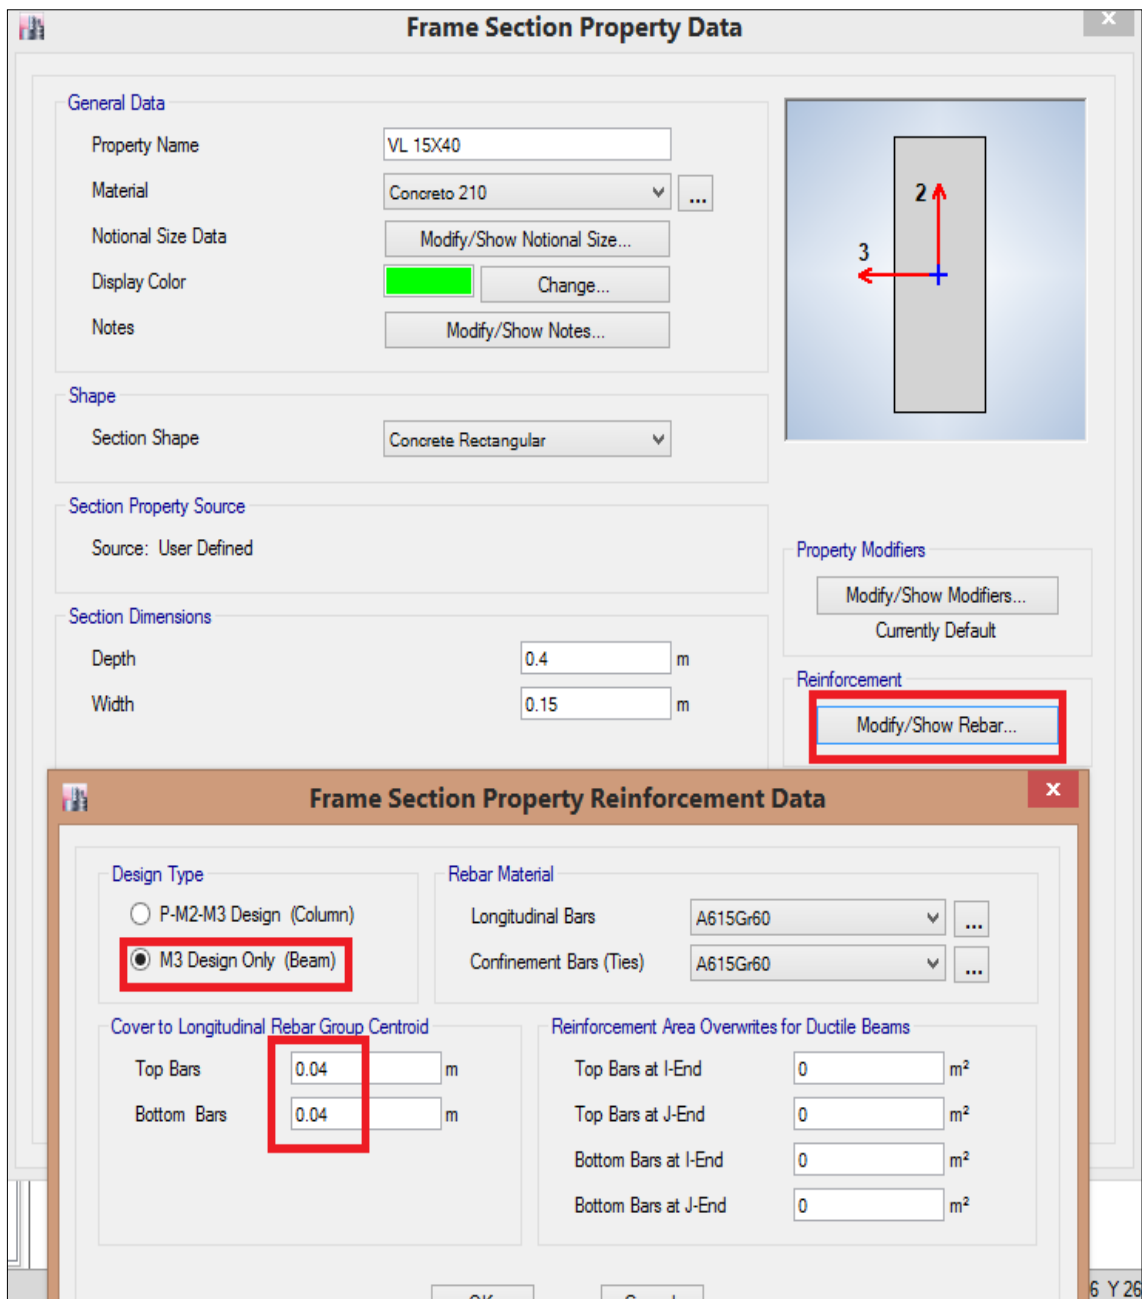 Frame Section Property Data
x
General Data
Property Name VL 15X40
Material Concreto 210 ...
Notional Size Data Modify/Show Notional Size...
Display Color Change...
Notes Modify/Show Notes...
2
3
Shape
Section Shape Concrete Rectangular
Section Property Source
Source: User Defined
Property Modifiers
Modify/Show Modifiers...
Currently Default
Section Dimensions
Depth 0.4 m
Width 0.15 m
Reinforcement
Modify/Show Rebar...
Frame Section Property Reinforcement Data
x
Design Type
P-M2-M3 Design (Column)
M3 Design Only (Beam)
Rebar Material
Longitudinal Bars A615Gr60 ...
Confinement Bars (Ties) A615Gr60 ...
Cover to Longitudinal Rebar Group Centroid
Top Bars 0.04 m
Bottom Bars 0.04 m
Reinforcement Area Overwrites for Ductile Beams
Top Bars at I-End 0 m²
Top Bars at J-End 0 m²
Bottom Bars at I-End 0 m²
Bottom Bars at J-End 0 m²
6 Y 26